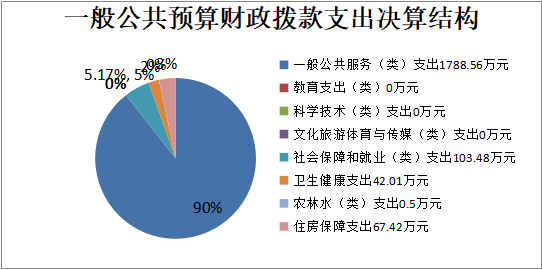 一般公共预算财政拨款支出决算结构
5.17%, 5%
0%
90%
一般公共服务（类）支出1788.56万元
教育支出（类）0万元
科学技术（类）支出0万元
文化旅游体育与传媒（类）支出0万元
社会保障和就业（类）支出103.48万元
卫生健康支出42.01万元
农林水（类）支出0.5万元
住房保障支出67.42万元